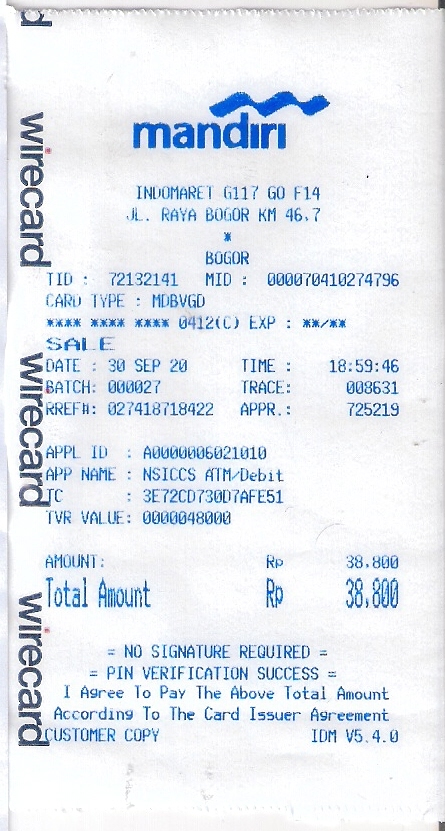 mandiri
INDOMARET G117 GO F14
JL. RAYA BOGOR KM 46.7
*
BOGOR
TID : 72132141 MID : 000070410274796
CARD TYPE : MDBVGD
**** **** **** 0412(C) EXP : **/**
SALE
DATE : 30 SEP 20 TIME : 18:59:46
BATCH: 000027 TRACE: 008631
RREF#: 027418718422 APPR.: 725219
APPL ID : A0000006021010
APP NAME : NSICCS ATM/Debit
TC : 3E72CD730D7AFE51
TVR VALUE: 0000048000
AMOUNT: Rp 38,800
Total Amount Rp 38,800
= NO SIGNATURE REQUIRED =
= PIN VERIFICATION SUCCESS =
I Agree To Pay The Above Total Amount
According To The Card Issuer Agreement
CUSTOMER COPY IDM V5.4.0
wirecard
wirecard
wirecard